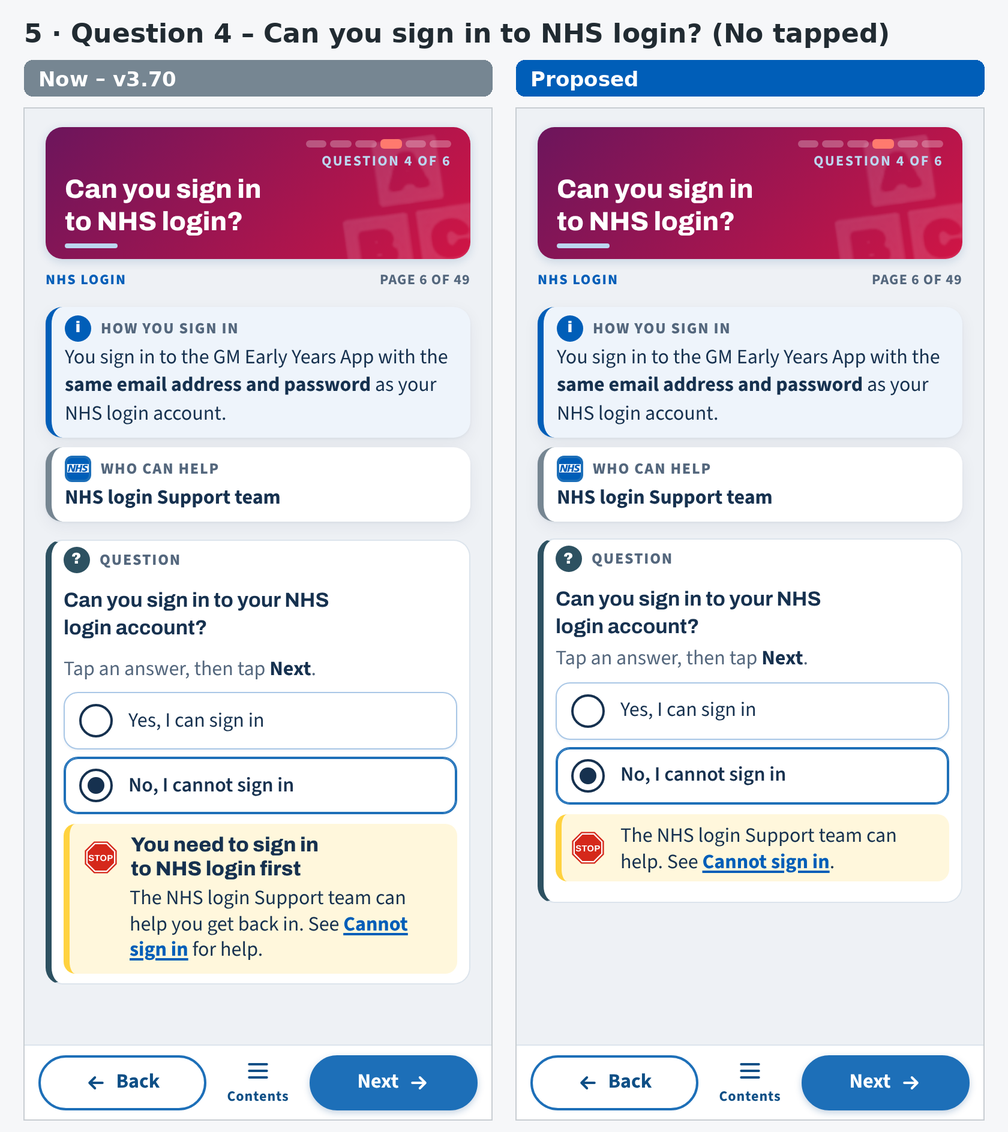 5 · Question 4 – Can you sign in to NHS login? (No tapped)
Now – v3.70
QUESTION 4 OF 6
Can you sign in
to NHS login?
A
B C
NHS LOGIN
PAGE 6 OF 49
i HOW YOU SIGN IN
You sign in to the GM Early Years App with the
same email address and password as your
NHS login account.
NHS WHO CAN HELP
NHS login Support team
? QUESTION
Can you sign in to your NHS
login account?
Tap an answer, then tap Next.
Yes, I can sign in
No, I cannot sign in
STOP
You need to sign in
to NHS login first
The NHS login Support team can
help you get back in. See Cannot
sign in for help.
← Back
Contents
Next →
Proposed
QUESTION 4 OF 6
Can you sign in
to NHS login?
A
B C
NHS LOGIN
PAGE 6 OF 49
i HOW YOU SIGN IN
You sign in to the GM Early Years App with the
same email address and password as your
NHS login account.
NHS WHO CAN HELP
NHS login Support team
? QUESTION
Can you sign in to your NHS
login account?
Tap an answer, then tap Next.
Yes, I can sign in
No, I cannot sign in
STOP
The NHS login Support team can
help. See Cannot sign in.
← Back
Contents
Next →